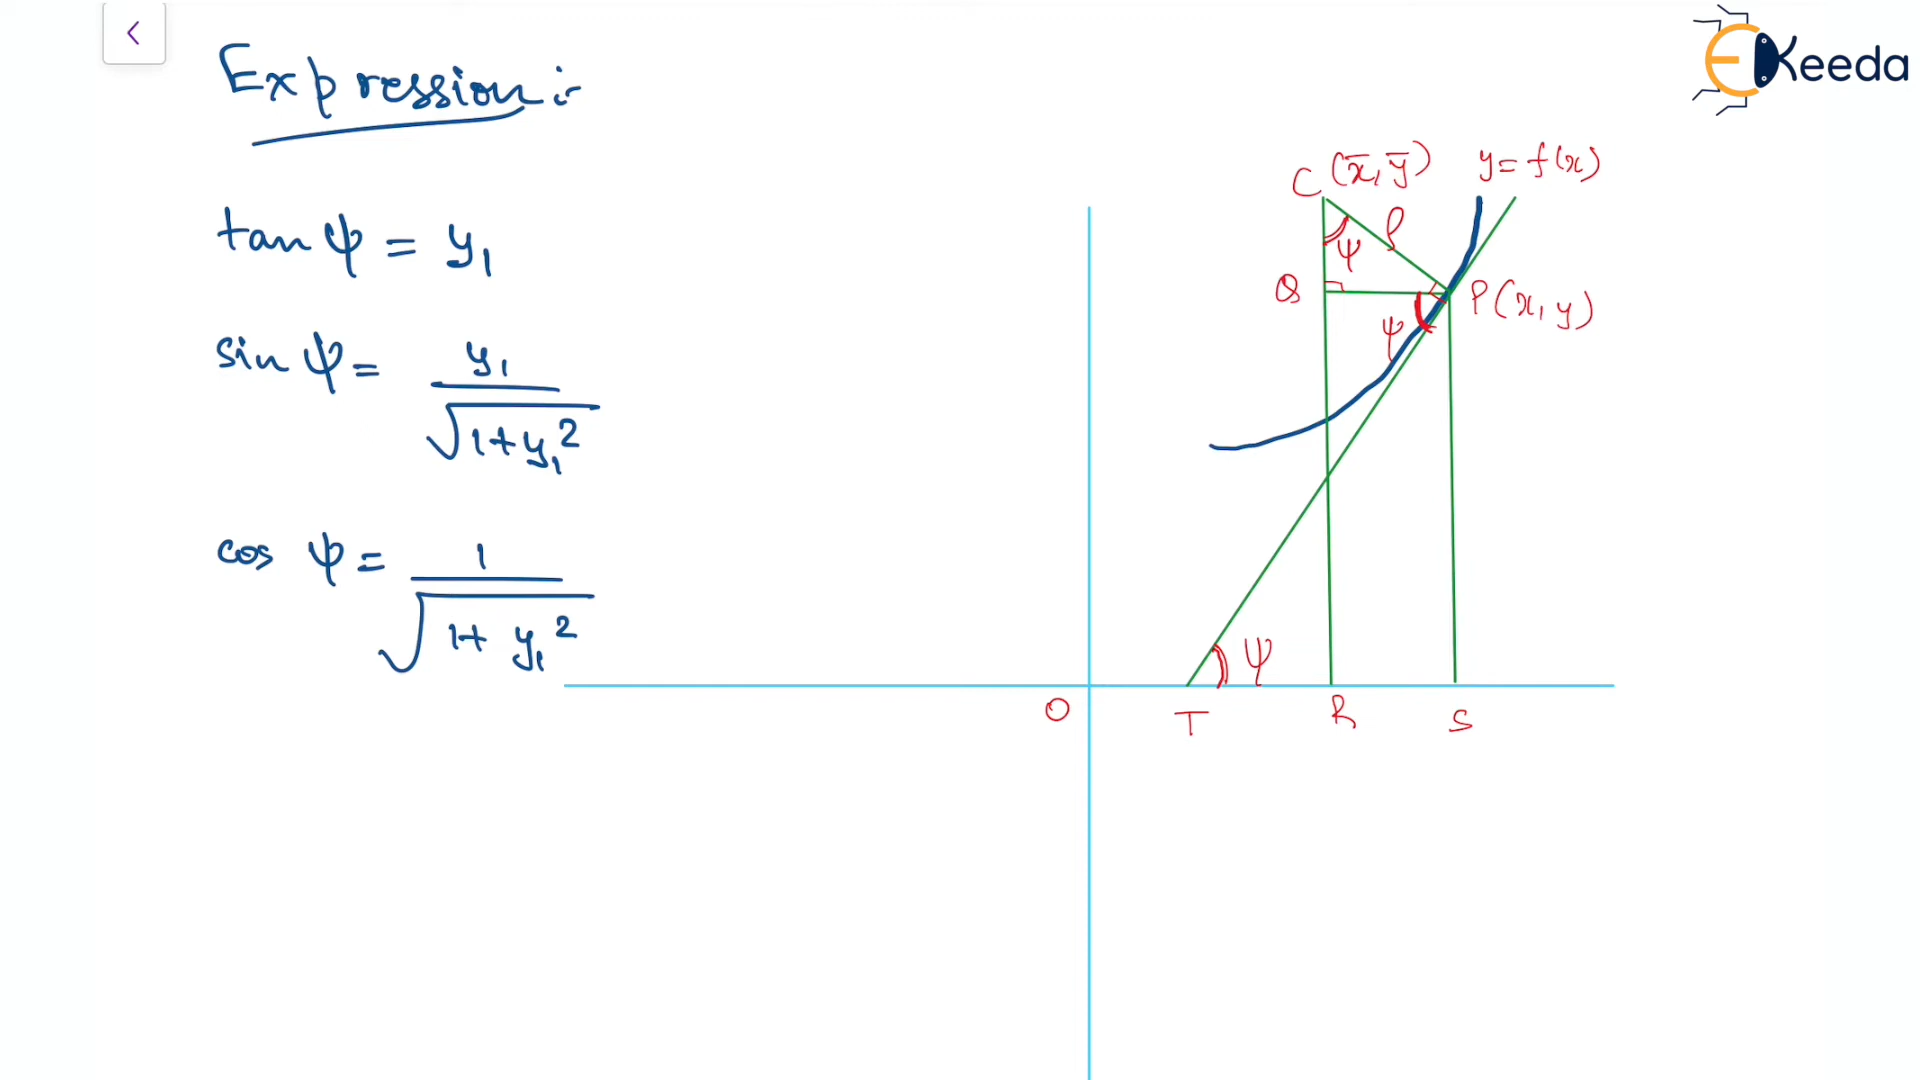 Expression :-
EKeeda
C (x̄, ȳ)
y = f(x)
ρ
ψ
tan ψ = y₁
Q
P(x, y)
ψ
sin ψ = y₁ / √(1+y₁²)
cos ψ = 1 / √(1+y₁²)
ψ
O
T
R
S